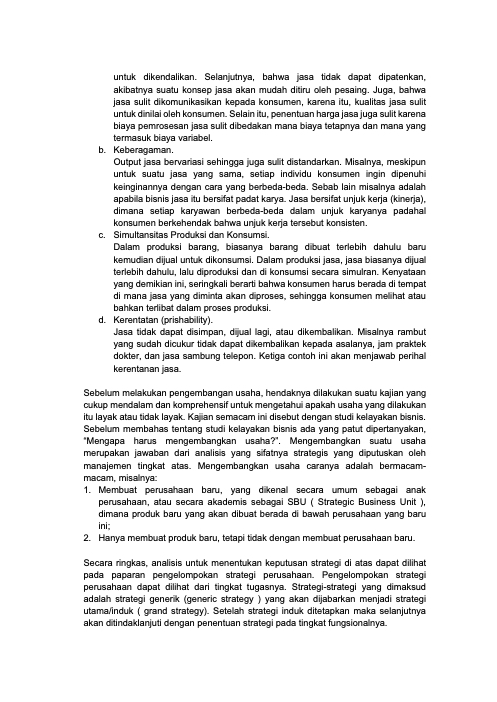 untuk dikendalikan. Selanjutnya, bahwa jasa tidak dapat dipatenkan,
akibatnya suatu konsep jasa akan mudah ditiru oleh pesaing. Juga, bahwa
jasa sulit dikomunikasikan kepada konsumen, karena itu, kualitas jasa sulit
untuk dinilai oleh konsumen. Selain itu, penentuan harga jasa juga sulit karena
biaya pemrosesan jasa sulit dibedakan mana biaya tetapnya dan mana yang
termasuk biaya variabel.
b. Keberagaman.
Output jasa bervariasi sehingga juga sulit distandarkan. Misalnya, meskipun
untuk suatu jasa yang sama, setiap individu konsumen ingin dipenuhi
keinginannya dengan cara yang berbeda-beda. Sebab lain misalnya adalah
apabila bisnis jasa itu bersifat padat karya. Jasa bersifat unjuk kerja (kinerja),
dimana setiap karyawan berbeda-beda dalam unjuk karyanya padahal
konsumen berkehendak bahwa unjuk kerja tersebut konsisten.
c. Simultansitas Produksi dan Konsumsi.
Dalam produksi barang, biasanya barang dibuat terlebih dahulu baru
kemudian dijual untuk dikonsumsi. Dalam produksi jasa, jasa biasanya dijual
terlebih dahulu, lalu diproduksi dan di konsumsi secara simulran. Kenyataan
yang demikian ini, seringkali berarti bahwa konsumen harus berada di tempat
di mana jasa yang diminta akan diproses, sehingga konsumen melihat atau
bahkan terlibat dalam proses produksi.
d. Kerentatan (prishability).
Jasa tidak dapat disimpan, dijual lagi, atau dikembalikan. Misalnya rambut
yang sudah dicukur tidak dapat dikembalikan kepada asalanya, jam praktek
dokter, dan jasa sambung telepon. Ketiga contoh ini akan menjawab perihal
kerentanan jasa.
Sebelum melakukan pengembangan usaha, hendaknya dilakukan suatu kajian yang
cukup mendalam dan komprehensif untuk mengetahui apakah usaha yang dilakukan
itu layak atau tidak layak. Kajian semacam ini disebut dengan studi kelayakan bisnis.
Sebelum membahas tentang studi kelayakan bisnis ada yang patut dipertanyakan,
“Mengapa harus mengembangkan usaha?”. Mengembangkan suatu usaha
merupakan jawaban dari analisis yang sifatnya strategis yang diputuskan oleh
manajemen tingkat atas. Mengembangkan usaha caranya adalah bermacam-
macam, misalnya:
1. Membuat perusahaan baru, yang dikenal secara umum sebagai anak
perusahaan, atau secara akademis sebagai SBU ( Strategic Business Unit ),
dimana produk baru yang akan dibuat berada di bawah perusahaan yang baru
ini;
2. Hanya membuat produk baru, tetapi tidak dengan membuat perusahaan baru.
Secara ringkas, analisis untuk menentukan keputusan strategi di atas dapat dilihat
pada paparan pengelompokan strategi perusahaan. Pengelompokan strategi
perusahaan dapat dilihat dari tingkat tugasnya. Strategi-strategi yang dimaksud
adalah strategi generik (generic strategy ) yang akan dijabarkan menjadi strategi
utama/induk ( grand strategy). Setelah strategi induk ditetapkan maka selanjutnya
akan ditindaklanjuti dengan penentuan strategi pada tingkat fungsionalnya.